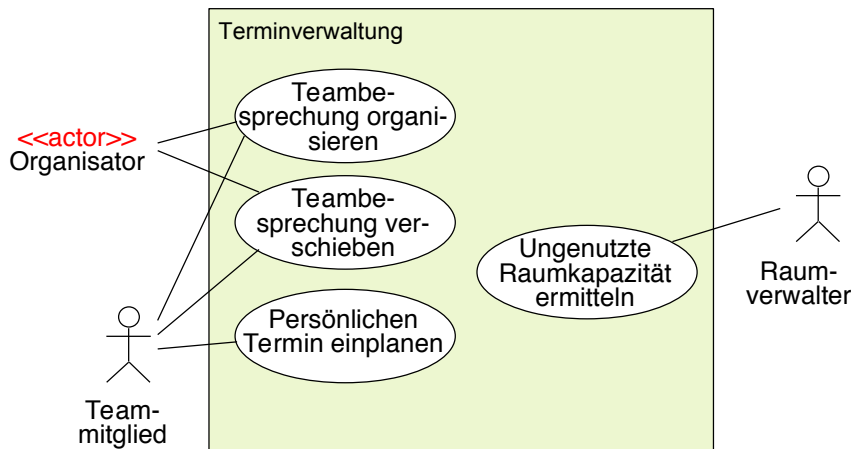 Terminverwaltung
Teambe-
sprechung organi-
sieren
<<actor>>
Organisator
Teambe-
sprechung ver-
schieben
Ungenutzte
Raumkapazität
ermitteln
Raum-
verwalter
Persönlichen
Termin einplanen
Team-
mitglied